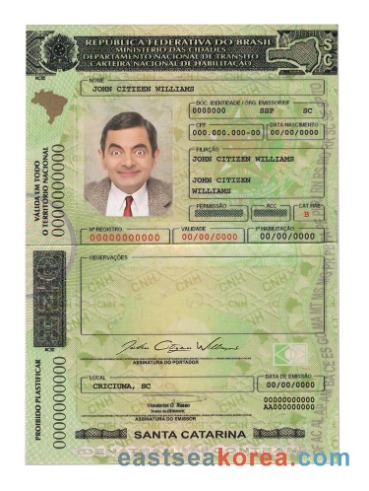 REPÚBLICA FEDERATIVA DO BRASIL
MINISTÉRIO DAS CIDADES
DEPARTAMENTO NACIONAL DE TRÂNSITO
CARTEIRA NACIONAL DE HABILITAÇÃO
SC
NOME
JOHN CITIZEN WILLIAMS
DOC. IDENTIDADE / ORG. EMISSOR/UF
0000000 SSP SC
CPF DATA NASCIMENTO
000.000.000-00 00/00/0000
FILIAÇÃO
JOHN CITIZEN WILLIAMS
JOHN CITIZEN
WILLIAMS
PERMISSÃO ACC CAT.HAB
B
Nº REGISTRO VALIDADE 1ª HABILITAÇÃO
00000000000 00/00/0000 00/00/0000
VÁLIDA EM TODO
O TERRITÓRIO NACIONAL
0000000000
OBSERVAÇÕES
John Citizen Williams
ASSINATURA DO PORTADOR
LOCAL DATA DE EMISSÃO
CRICIUMA, SC 00/00/0000
00000000000
AA000000000
ASSINATURA DO EMISSOR
PROIBIDO PLASTIFICAR
0000000000
SANTA CATARINA
eastseakorea.com